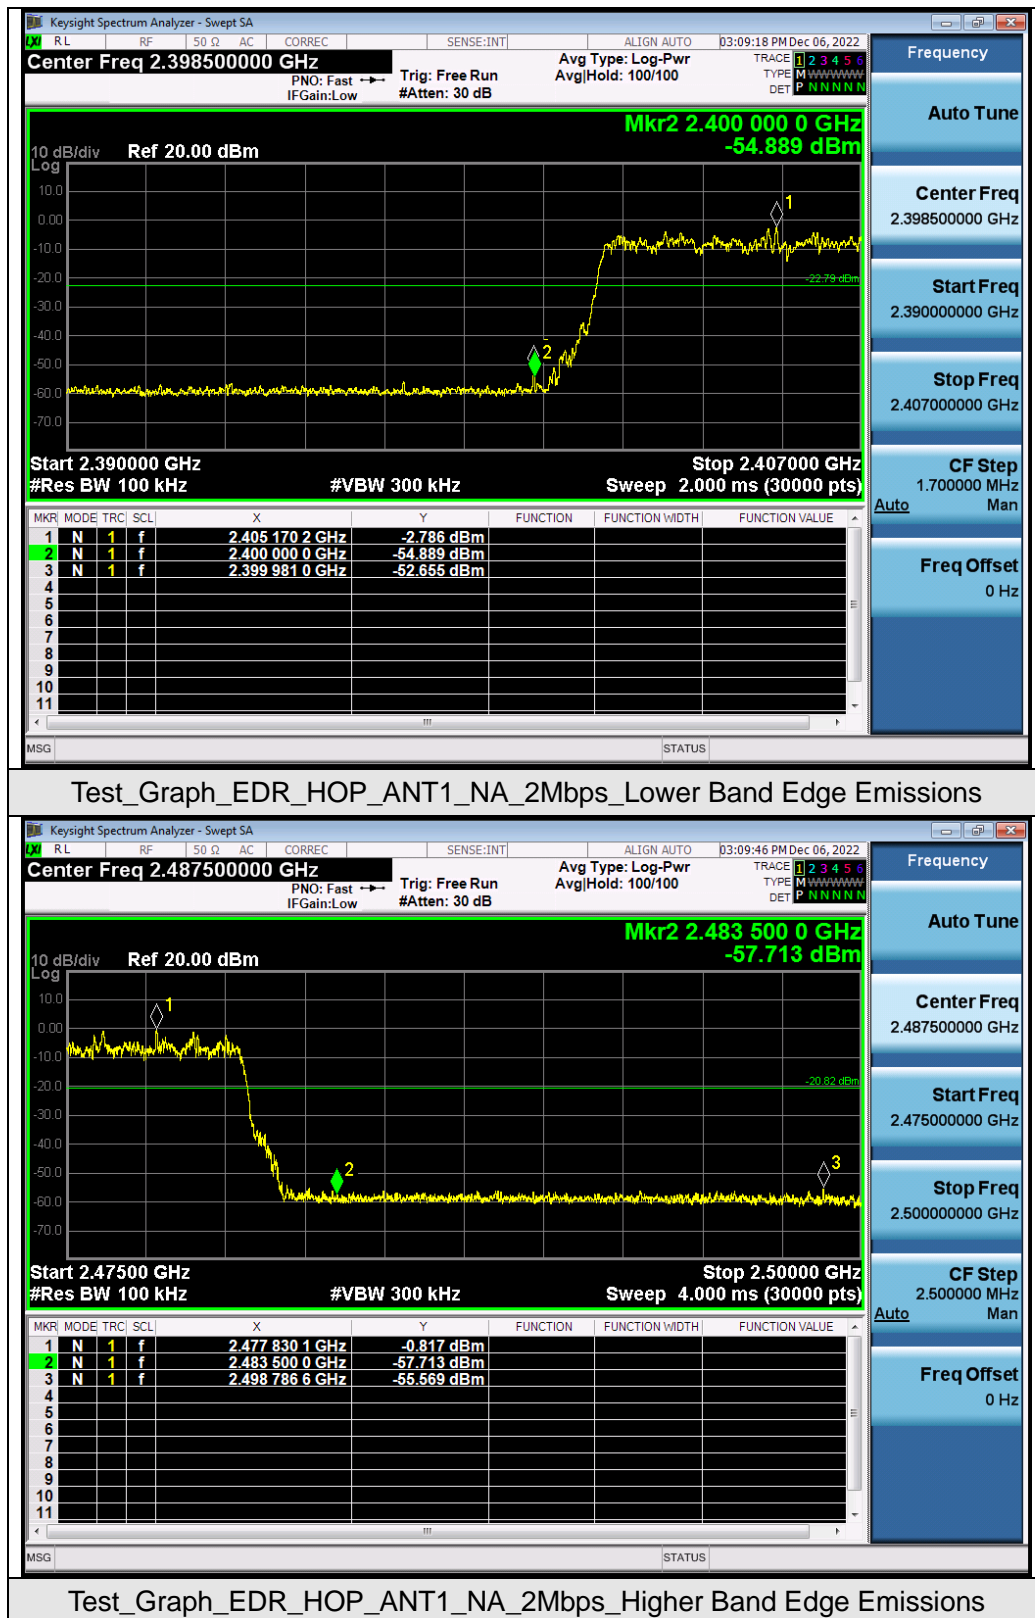 Keysight Spectrum Analyzer - Swept SA
LXI RL RF 50 Ω AC CORREC SENSE:INT ALIGN AUTO 03:09:18 PM Dec 06, 2022
Center Freq 2.398500000 GHz
PNO: Fast
IFGain:Low
Trig: Free Run
#Atten: 30 dB
Avg Type: Log-Pwr
Avg|Hold: 100/100
TRACE 1 2 3 4 5 6
TYPE M WWWWW
DET P N N N N N
Frequency
Mkr2 2.400 000 0 GHz
-54.889 dBm
10 dB/div Ref 20.00 dBm
Log
10.0
0.00
-10.0
-20.0
-30.0
-40.0
-50.0
-60.0
-70.0
1
-22.79 dBm
2
Start 2.390000 GHz Stop 2.407000 GHz
#Res BW 100 kHz #VBW 300 kHz Sweep 2.000 ms (30000 pts)
MKR MODE TRC SCL X Y FUNCTION FUNCTION WIDTH FUNCTION VALUE
1 N 1 f 2.405 170 2 GHz -2.786 dBm
2 N 1 f 2.400 000 0 GHz -54.889 dBm
3 N 1 f 2.399 981 0 GHz -52.655 dBm
4
5
6
7
8
9
10
11
MSG STATUS
Auto Tune
Center Freq
2.398500000 GHz
Start Freq
2.390000000 GHz
Stop Freq
2.407000000 GHz
CF Step
1.700000 MHz
Auto Man
Freq Offset
0 Hz
Test_Graph_EDR_HOP_ANT1_NA_2Mbps_Lower Band Edge Emissions
Keysight Spectrum Analyzer - Swept SA
LXI RL RF 50 Ω AC CORREC SENSE:INT ALIGN AUTO 03:09:46 PM Dec 06, 2022
Center Freq 2.487500000 GHz
PNO: Fast
IFGain:Low
Trig: Free Run
#Atten: 30 dB
Avg Type: Log-Pwr
Avg|Hold: 100/100
TRACE 1 2 3 4 5 6
TYPE M WWWWW
DET P N N N N N
Frequency
Mkr2 2.483 500 0 GHz
-57.713 dBm
10 dB/div Ref 20.00 dBm
Log
10.0
0.00
-10.0
-20.0
-30.0
-40.0
-50.0
-60.0
-70.0
1
-20.82 dBm
2
3
Start 2.47500 GHz Stop 2.50000 GHz
#Res BW 100 kHz #VBW 300 kHz Sweep 4.000 ms (30000 pts)
MKR MODE TRC SCL X Y FUNCTION FUNCTION WIDTH FUNCTION VALUE
1 N 1 f 2.477 830 1 GHz -0.817 dBm
2 N 1 f 2.483 500 0 GHz -57.713 dBm
3 N 1 f 2.498 786 6 GHz -55.569 dBm
4
5
6
7
8
9
10
11
MSG STATUS
Auto Tune
Center Freq
2.487500000 GHz
Start Freq
2.475000000 GHz
Stop Freq
2.500000000 GHz
CF Step
2.500000 MHz
Auto Man
Freq Offset
0 Hz
Test_Graph_EDR_HOP_ANT1_NA_2Mbps_Higher Band Edge Emissions